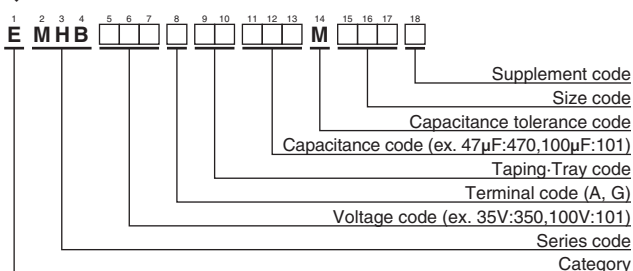 1 2 3 4 5 6 7 8 9 10 11 12 13 14 15 16 17 18
E M H B M
Supplement code
Size code
Capacitance tolerance code
Capacitance code (ex. 47µF:470,100µF:101)
Taping·Tray code
Terminal code (A, G)
Voltage code (ex. 35V:350,100V:101)
Series code
Category